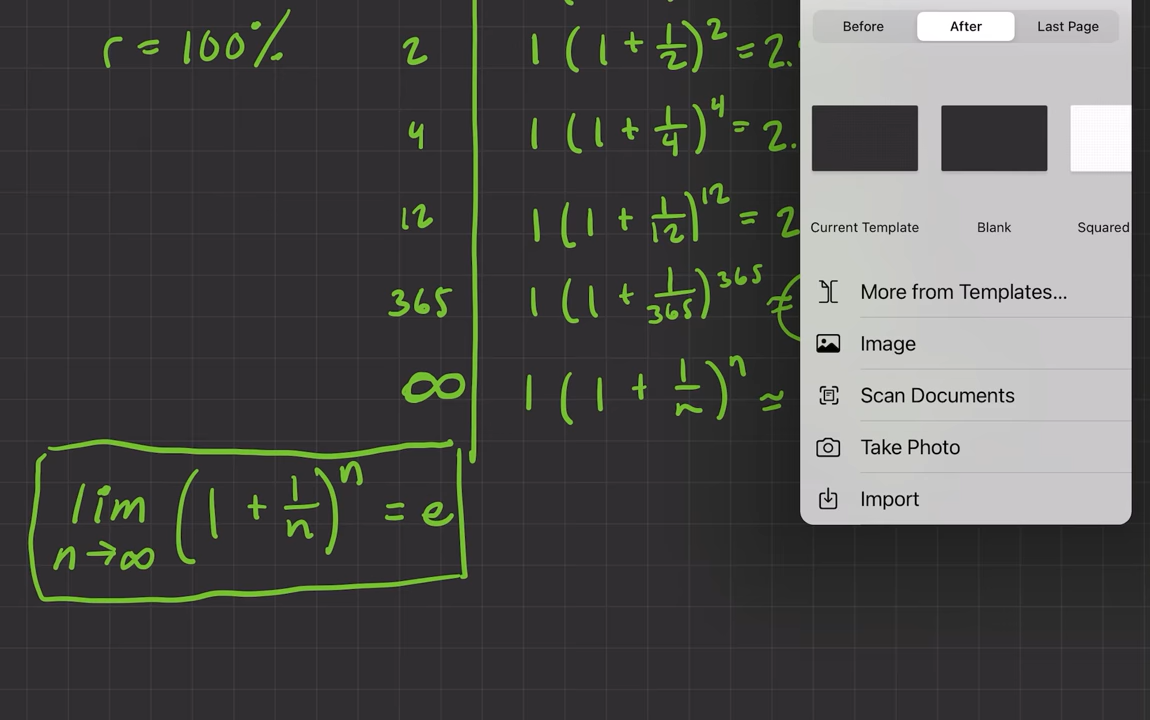 r = 100%
2
1 (1 + 1/2)^2 = 2.
4
1 (1 + 1/4)^4 = 2.
12
1 (1 + 1/12)^12 = 2
365
1 (1 + 1/365)^365 ≈
∞
1 (1 + 1/n)^n ≈
lim n→∞ (1 + 1/n)^n = e
Before After Last Page
Current Template Blank Squared
More from Templates...
Image
Scan Documents
Take Photo
Import